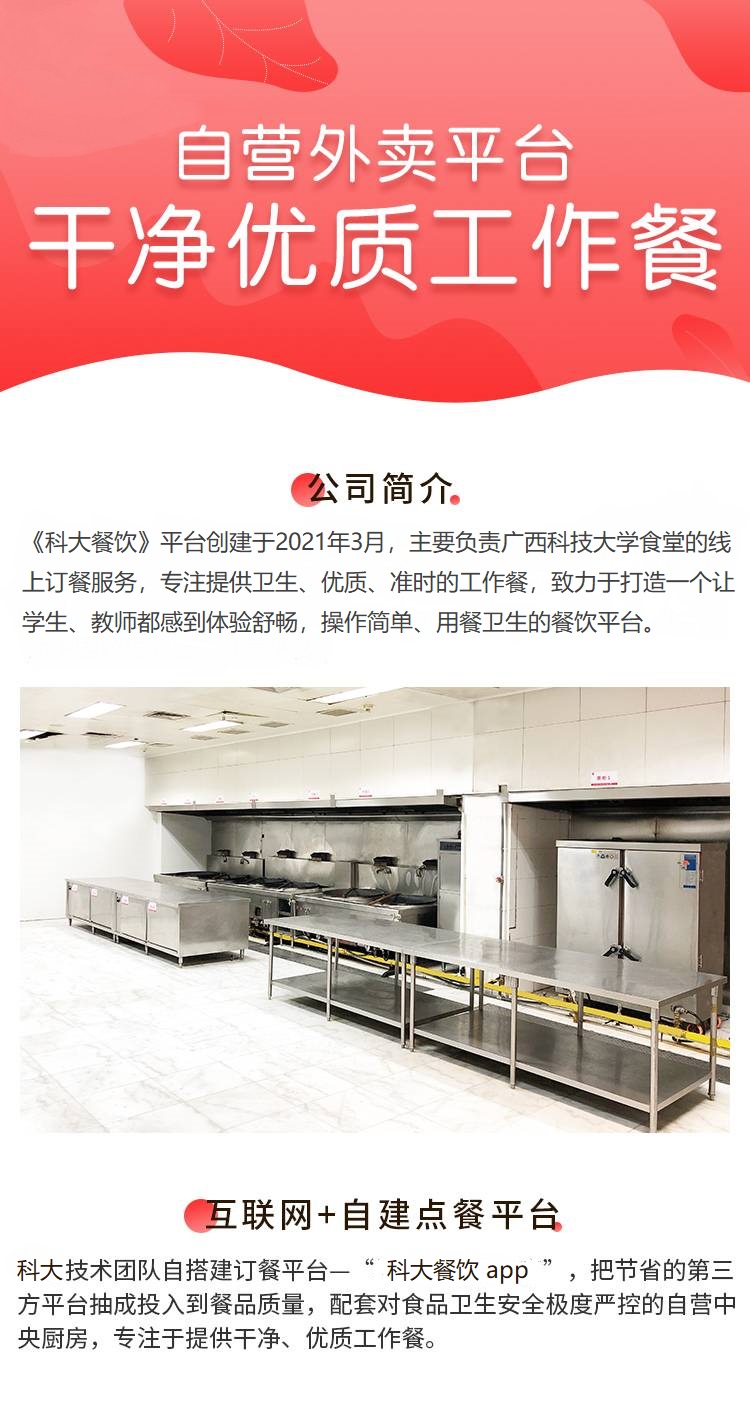 自营外卖平台
干净优质工作餐
公司简介
《科大餐饮》平台创建于2021年3月，主要负责广西科技大学食堂的线
上订餐服务，专注提供卫生、优质、准时的工作餐，致力于打造一个让
学生、教师都感到体验舒畅，操作简单、用餐卫生的餐饮平台。
互联网+自建点餐平台
科大技术团队自搭建订餐平台—“ 科大餐饮 app ”，把节省的第三
方平台抽成投入到餐品质量，配套对食品卫生安全极度严控的自营中
央厨房，专注于提供干净、优质工作餐。